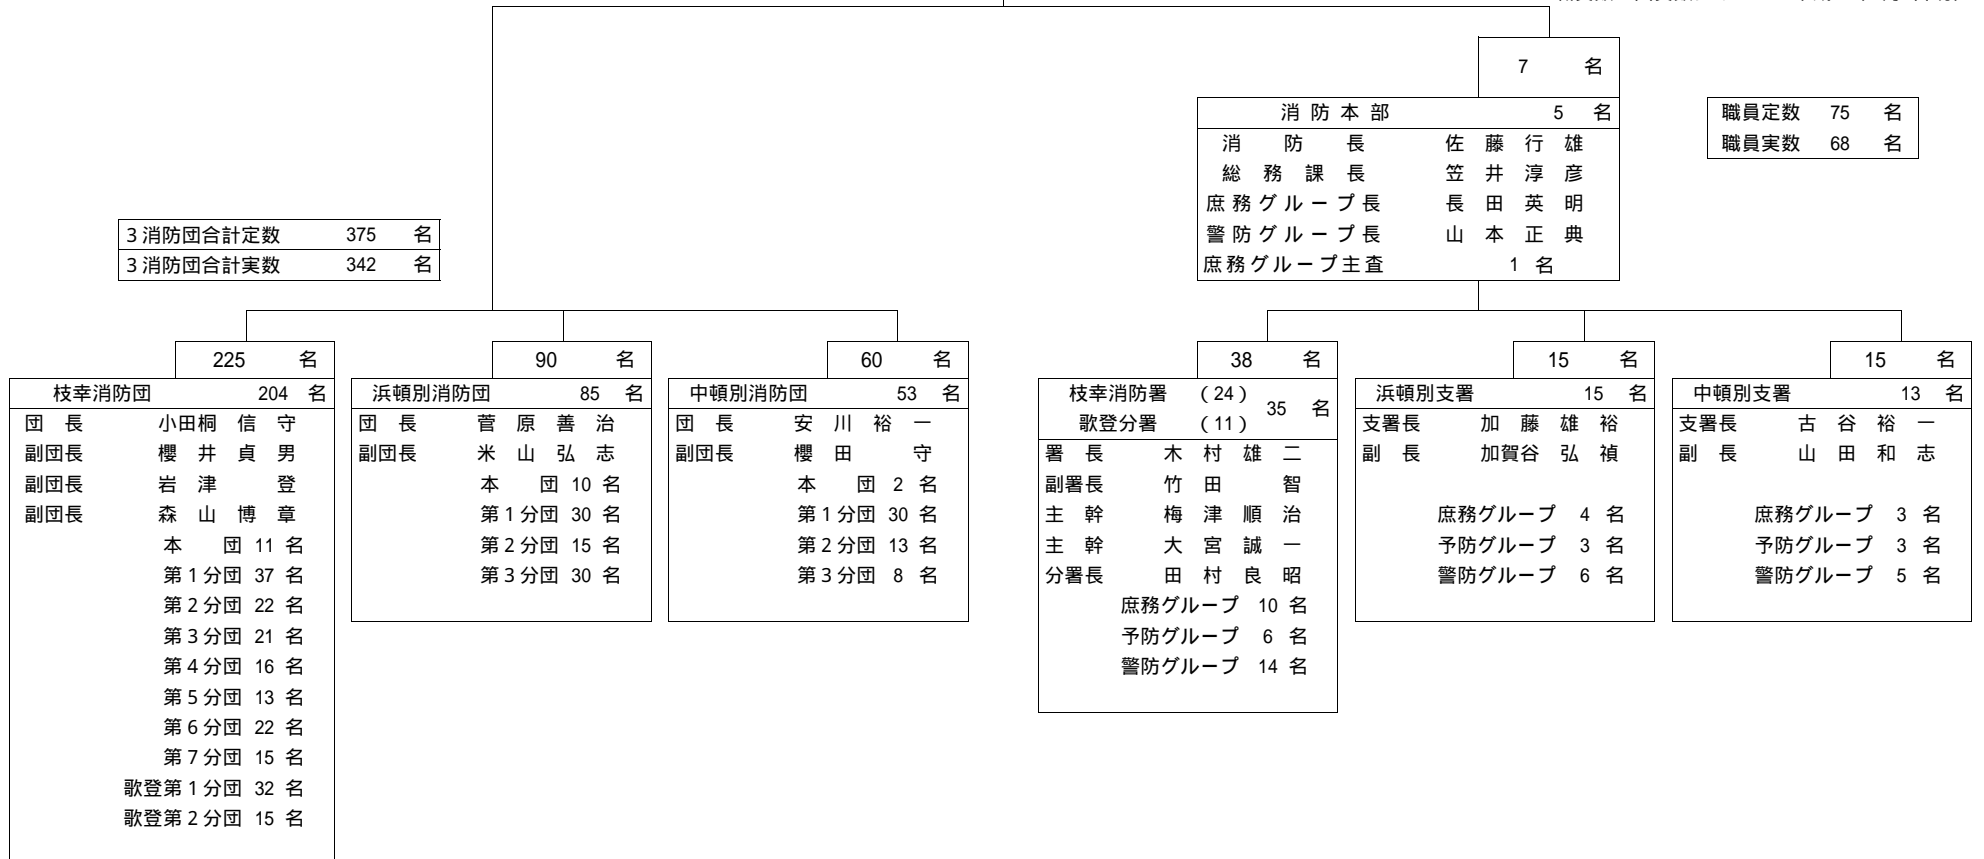 7 名
消防本部 5 名
消防長 佐藤行雄
総務課長 笠井淳彦
庶務グループ長 長田英明
警防グループ長 山本正典
庶務グループ主査 1 名
職員定数 75 名
職員実数 68 名
3消防団合計定数 375 名
3消防団合計実数 342 名
225 名
枝幸消防団 204 名
団長 小田桐信守
副団長 櫻井貞男
副団長 岩津登
副団長 森山博章
本団 11 名
第1分団 37 名
第2分団 22 名
第3分団 21 名
第4分団 16 名
第5分団 13 名
第6分団 22 名
第7分団 15 名
歌登第1分団 32 名
歌登第2分団 15 名
90 名
浜頓別消防団 85 名
団長 菅原善治
副団長 米山弘志
本団 10 名
第1分団 30 名
第2分団 15 名
第3分団 30 名
60 名
中頓別消防団 53 名
団長 安川裕一
副団長 櫻田守
本団 2 名
第1分団 30 名
第2分団 13 名
第3分団 8 名
38 名
枝幸消防署 (24)
歌登分署 (11)
35 名
署長 木村雄二
副署長 竹田智
主幹 梅津順治
主幹 大宮誠一
分署長 田村良昭
庶務グループ 10 名
予防グループ 6 名
警防グループ 14 名
15 名
浜頓別支署 15 名
支署長 加藤雄裕
副長 加賀谷弘禎
庶務グループ 4 名
予防グループ 3 名
警防グループ 6 名
15 名
中頓別支署 13 名
支署長 古谷裕一
副長 山田和志
庶務グループ 3 名
予防グループ 3 名
警防グループ 5 名